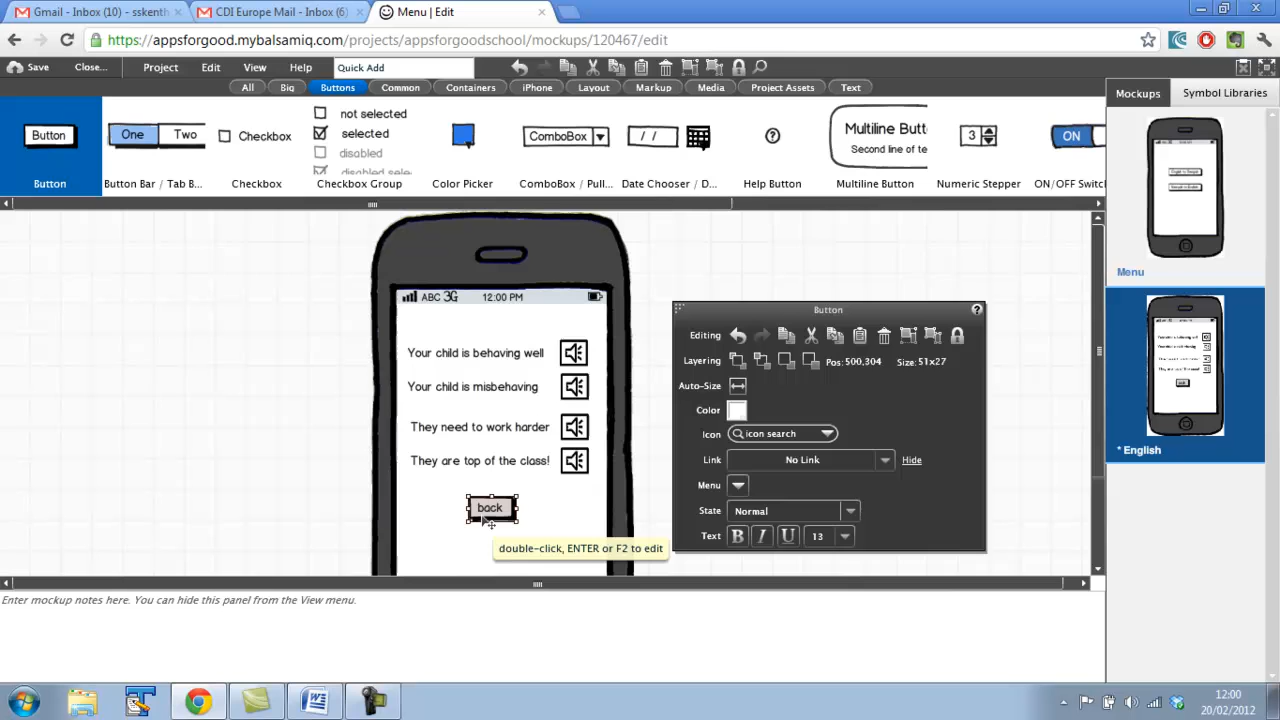 Gmail - Inbox (10) - sskenth
CDI Europe Mail - Inbox (6)
Menu | Edit
https://appsforgood.mybalsamiq.com/projects/appsforgoodschool/mockups/120467/edit
Save Close... Project Edit View Help Quick Add
All Big Buttons Common Containers iPhone Layout Markup Media Project Assets Text
Mockups Symbol Libraries
Button
One Two
Checkbox
not selected
selected
disabled
disabled sele
ComboBox
/ /
?
Multiline Butt
Second line of te
3
ON
Button
Button Bar / Tab B...
Checkbox
Checkbox Group
Color Picker
ComboBox / Pull...
Date Chooser / D...
Help Button
Multiline Button
Numeric Stepper
ON/OFF Switch
ABC 3G 12:00 PM
Your child is behaving well
Your child is misbehaving
They need to work harder
They are top of the class!
back
double-click, ENTER or F2 to edit
Button
?
Editing
Layering Pos: 500,304 Size: 51x27
Auto-Size
Color
Icon icon search
Link No Link Hide
Menu
State Normal
Text B I U 13
Menu
* English
Enter mockup notes here. You can hide this panel from the View menu.
12:00
20/02/2012